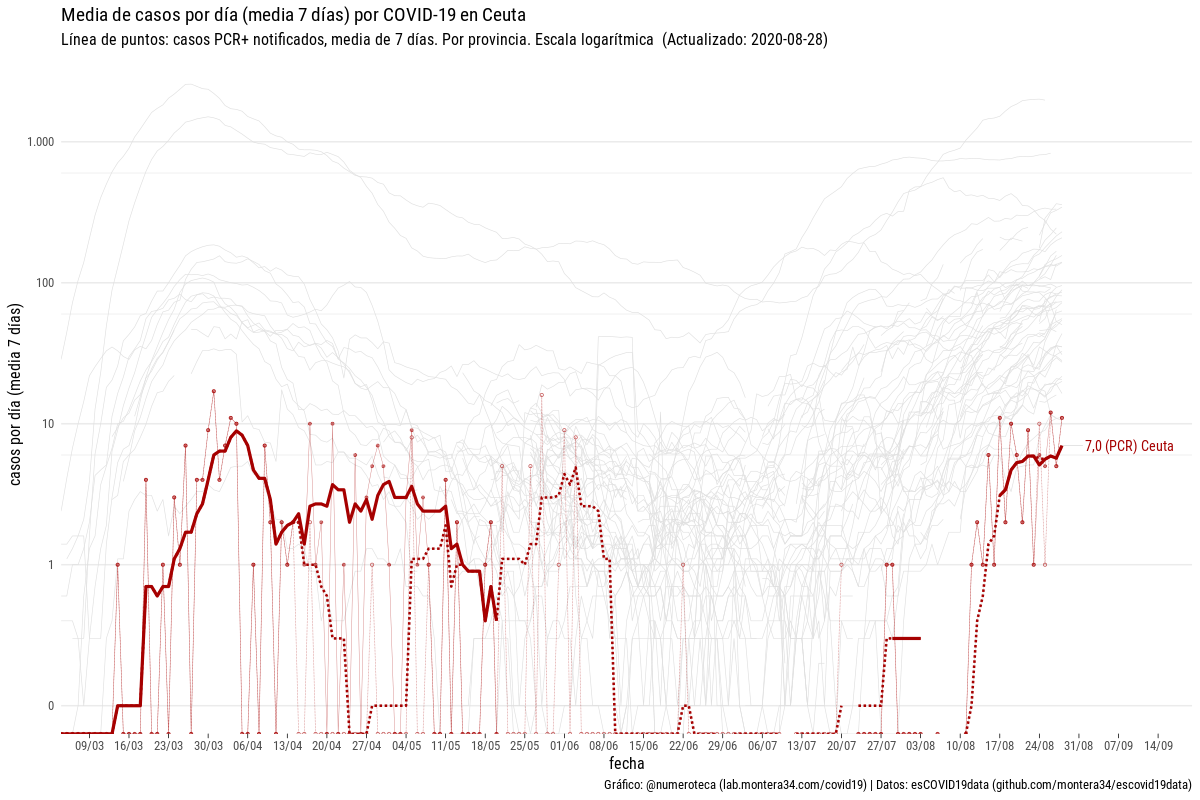 Media de casos por día (media 7 días) por COVID-19 en Ceuta
Línea de puntos: casos PCR+ notificados, media de 7 días. Por provincia. Escala logarítmica (Actualizado: 2020-08-28)
casos por día (media 7 días)
1.000
100
10
1
0
7,0 (PCR) Ceuta
09/03 16/03 23/03 30/03 06/04 13/04 20/04 27/04 04/05 11/05 18/05 25/05 01/06 08/06 15/06 22/06 29/06 06/07 13/07 20/07 27/07 03/08 10/08 17/08 24/08 31/08 07/09 14/09
fecha
Gráfico: @numeroteca (lab.montera34.com/covid19) | Datos: esCOVID19data (github.com/montera34/escovid19data)